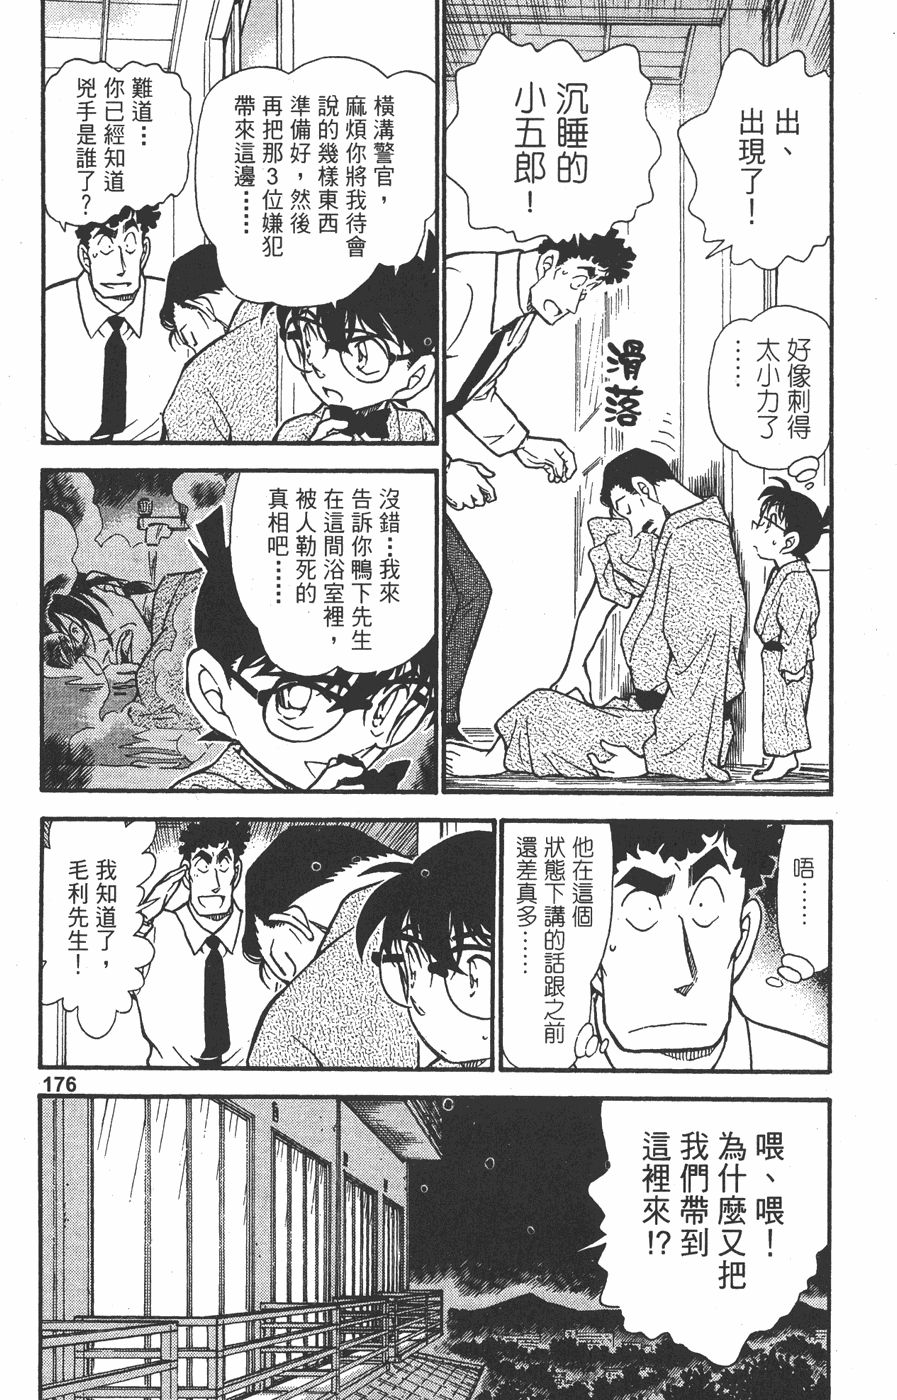 出、
出現了！
沉睡的
小五郎！
好像刺得
太小力了
……
滑落
橫溝警官，
麻煩你將我待會
說的幾樣東西
準備好，然後
再把那3位嫌犯
帶來這邊……
難道…
你已經知道
兇手是誰了？
沒錯…我來
告訴你鴨下先生
在這間浴室裡，
被人勒死的
真相吧……
唔……
他在這個
狀態下講的話跟之前
還差真多……
我知道了，
毛利先生！
176
喂、喂！
為什麼又把
我們帶到
這裡來!?